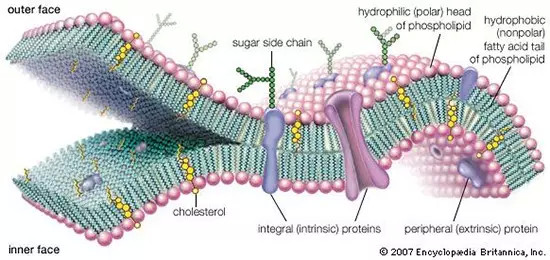 outer face
sugar side chain
hydrophilic (polar) head
of phospholipid
hydrophobic
(nonpolar)
fatty acid tail
of phospholipid
cholesterol
integral (intrinsic) proteins
peripheral (extrinsic) protein
inner face
© 2007 Encyclopædia Britannica, Inc.